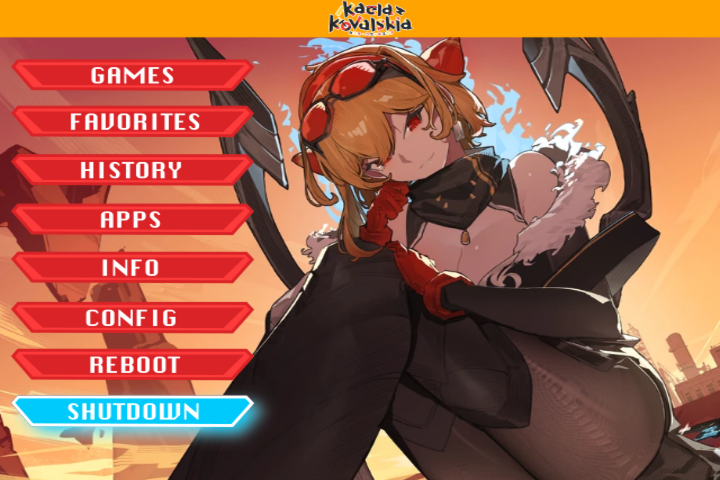 Kaela
Kovalskia
GAMES
FAVORITES
HISTORY
APPS
INFO
CONFIG
REBOOT
SHUTDOWN